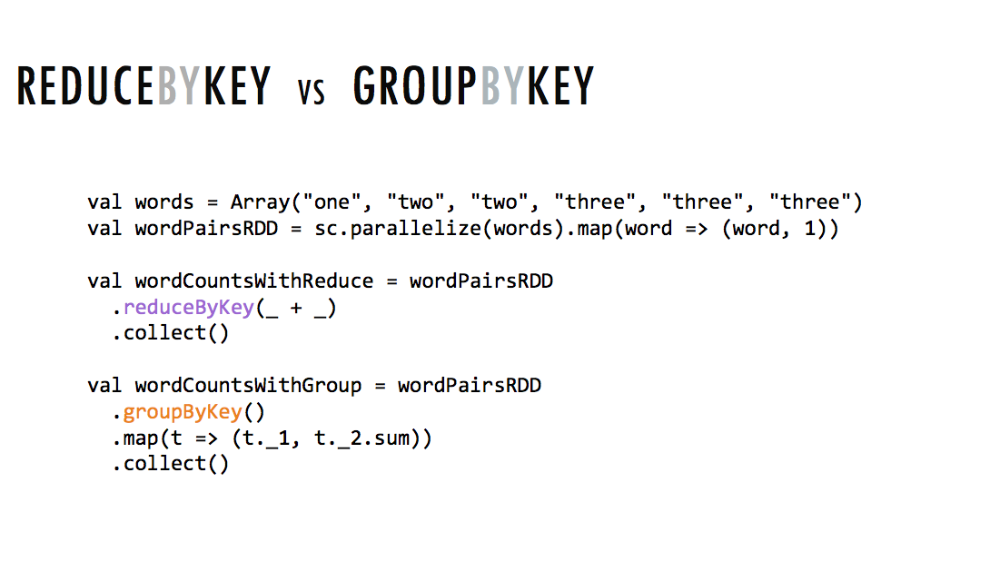 REDUCEBYKEY VS GROUPBYKEY
val words = Array("one", "two", "two", "three", "three", "three")
val wordPairsRDD = sc.parallelize(words).map(word => (word, 1))
val wordCountsWithReduce = wordPairsRDD
.reduceByKey(_ + _)
.collect()
val wordCountsWithGroup = wordPairsRDD
.groupByKey()
.map(t => (t._1, t._2.sum))
.collect()